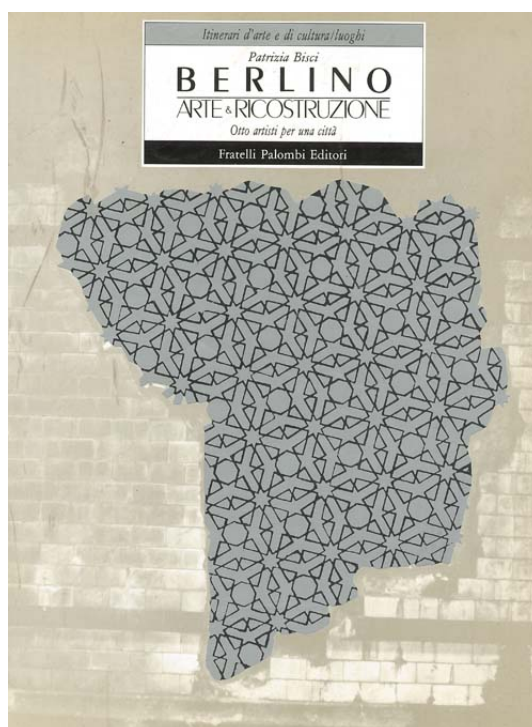 Itinerari d'arte e di cultura/luoghi
Patrizia Bisci
BERLINO
ARTE & RICOSTRUZIONE
Otto artisti per una città
Fratelli Palombi Editori